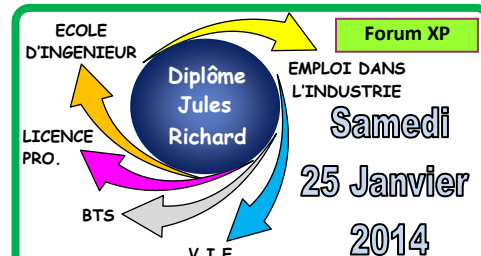 ECOLE
D'INGENIEUR
Forum XP
Diplôme
Jules
Richard
EMPLOI DANS
L'INDUSTRIE
LICENCE
PRO.
Samedi
25 Janvier
2014
BTS
V.I.E